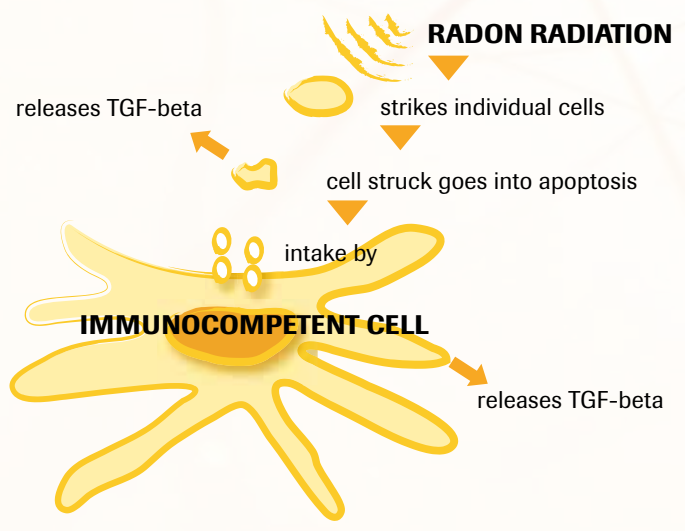 RADON RADIATION
strikes individual cells
releases TGF-beta
cell struck goes into apoptosis
intake by
IMMUNOCOMPETENT CELL
releases TGF-beta